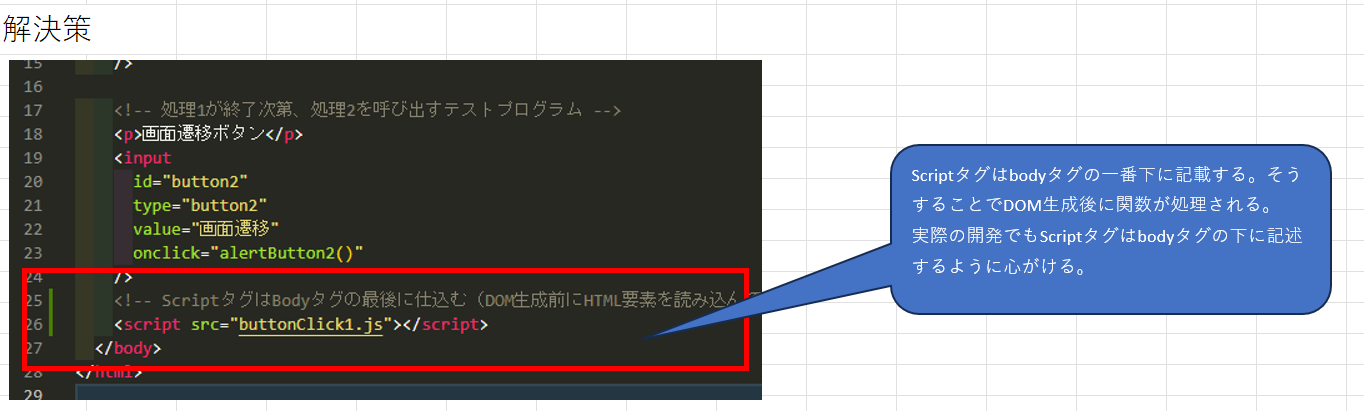 解決策
15 />
16
17 <!-- 処理1が終了次第、処理2を呼び出すテストプログラム -->
18 <p>画面遷移ボタン</p>
19 <input
20 id="button2"
21 type="button2"
22 value="画面遷移"
23 onclick="alertButton2()"
24 />
25 <!-- ScriptタグはBodyタグの最後に仕込む（DOM生成前にHTML要素を読み込ん
26 <script src="buttonClick1.js"></script>
27 </body>
28 </html>
29
Scriptタグはbodyタグの一番下に記載する。そう
することでDOM生成後に関数が処理される。
実際の開発でもScriptタグはbodyタグの下に記述
するように心がける。